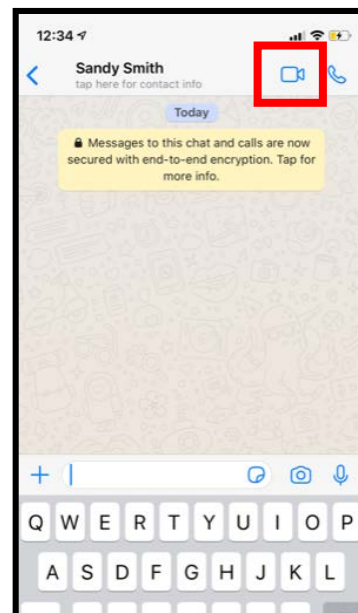 12:34
Sandy Smith
tap here for contact info
Today
Messages to this chat and calls are now
secured with end-to-end encryption. Tap for
more info.
Q W E R T Y U I O P
A S D F G H J K L